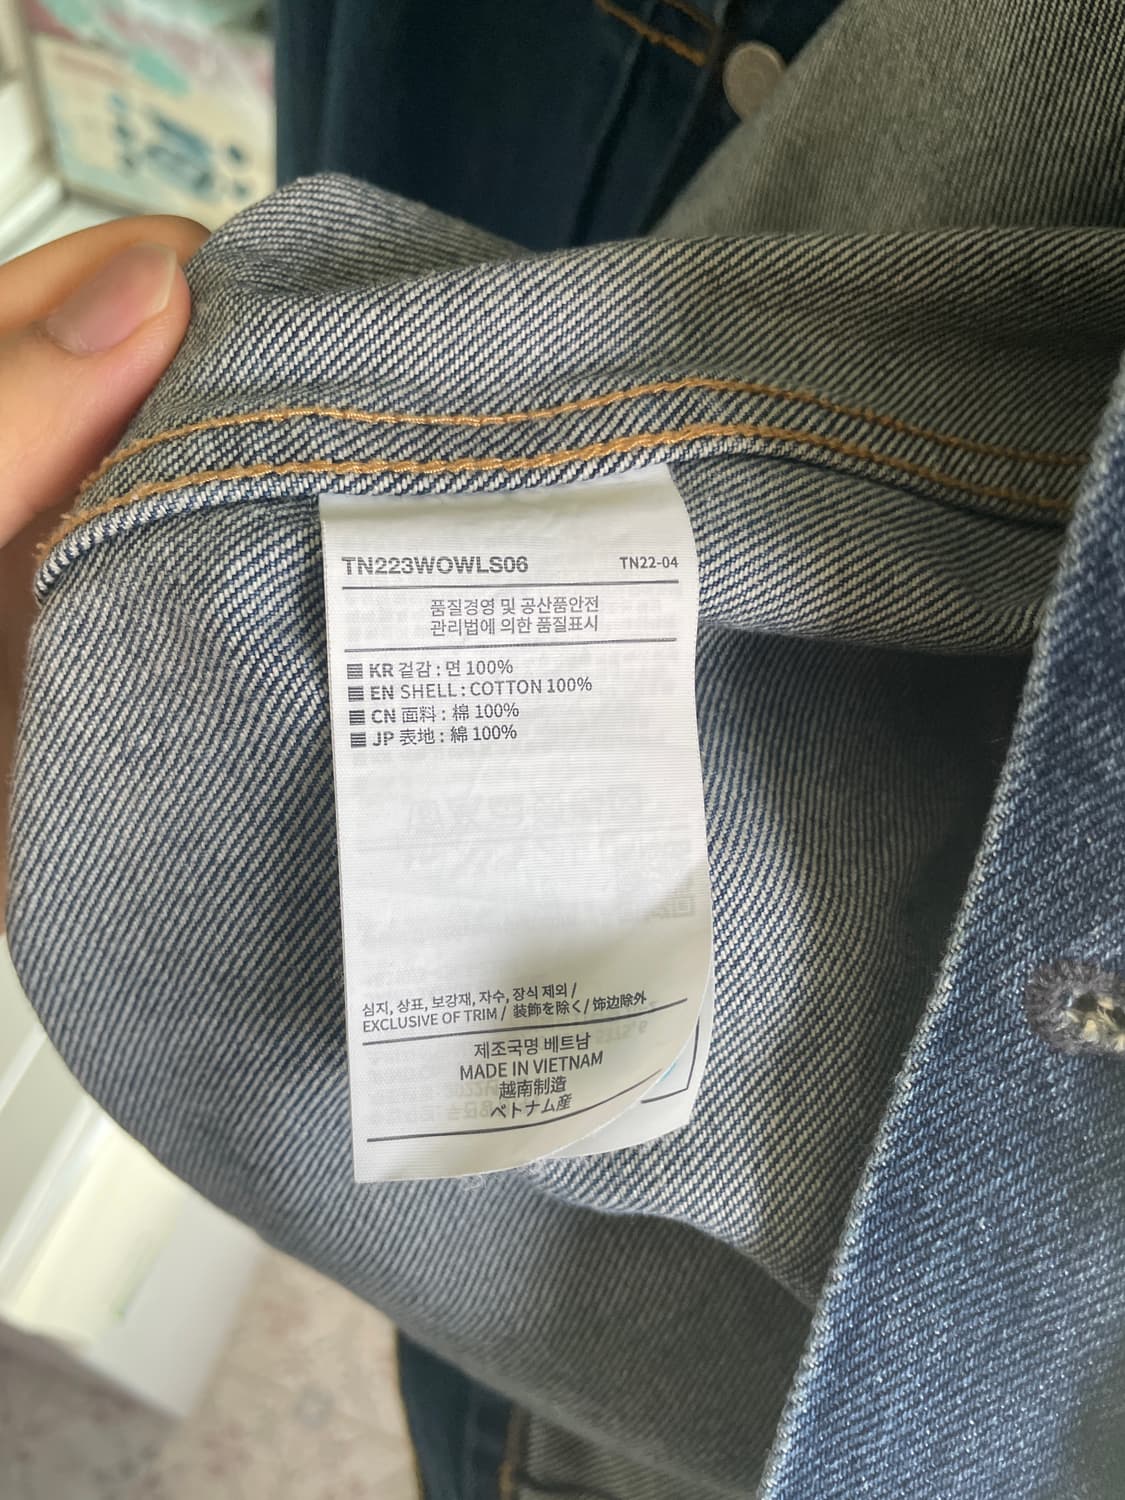 TN223WOWLS06 TN22-04
품질경영 및 공산품안전
관리법에 의한 품질표시
KR 겉감 : 면 100%
EN SHELL : COTTON 100%
CN 面料 : 棉 100%
JP 表地 : 綿 100%
심지, 상표, 보강재, 자수, 장식 제외 /
EXCLUSIVE OF TRIM / 装飾を除く / 饰边除外
제조국명 베트남
MADE IN VIETNAM
越南制造
ベトナム産